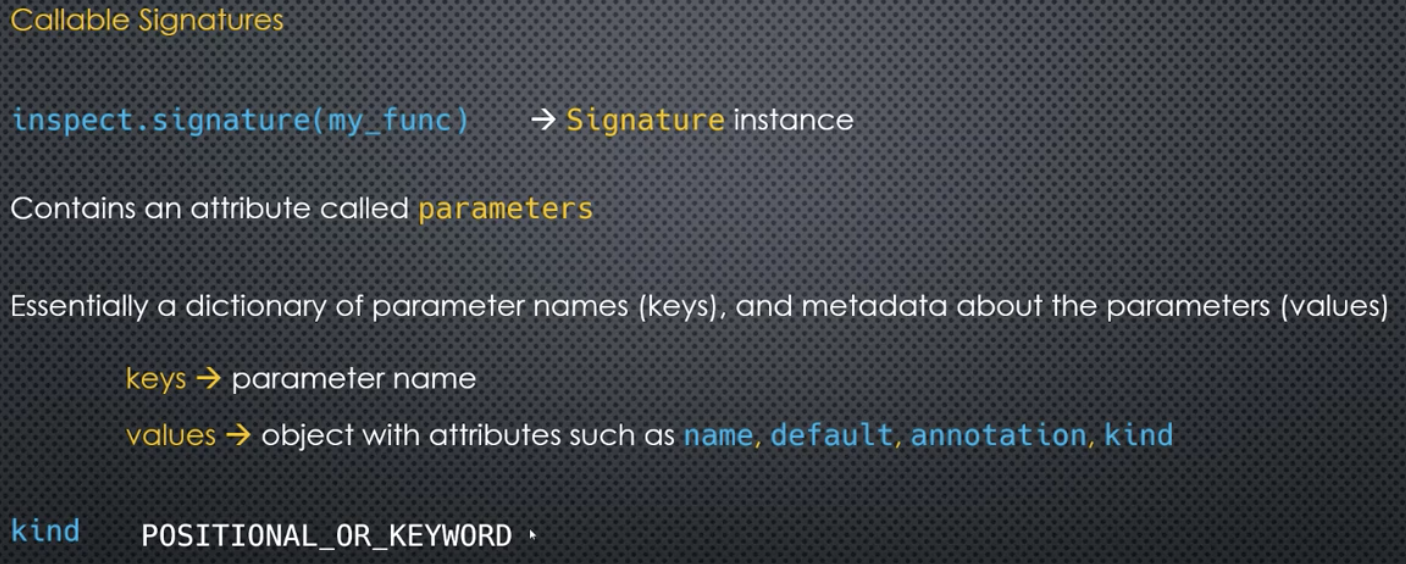 Callable Signatures
inspect.signature(my_func) → Signature instance
Contains an attribute called parameters
Essentially a dictionary of parameter names (keys), and metadata about the parameters (values)
keys → parameter name
values → object with attributes such as name, default, annotation, kind
kind POSITIONAL_OR_KEYWORD